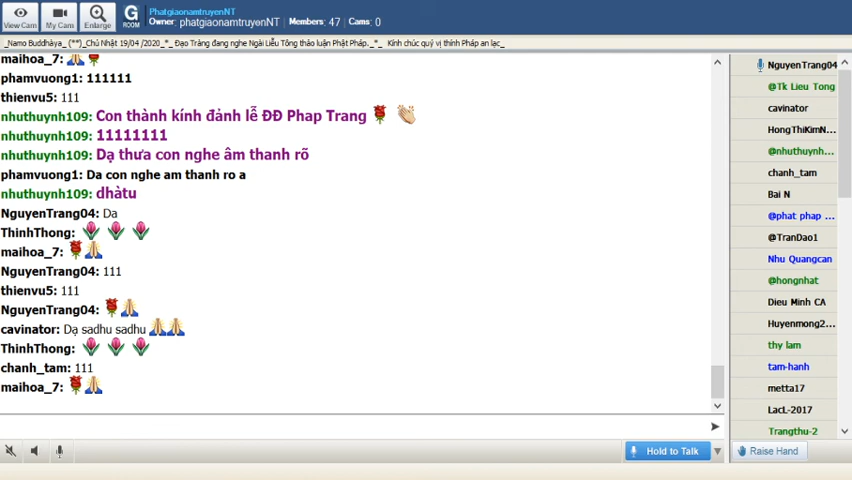 View Cam
My Cam
Enlarge
G
ROOM
PhatgiaonamtruyenNT
Owner: phatgiaonamtruyenNT | Members: 47 | Cams: 0
_Namo Buddhàya_ (**)_Chủ Nhật 19/04 /2020_*_ Đạo Tràng đang nghe Ngài Liễu Tông thảo luận Phật Pháp._*_ Kính chúc quý vị thính Pháp an lạc_
maihoa_7:
phamvuong1: 111111
thienvu5: 111
nhuthuynh109: Con thành kính đảnh lễ ĐĐ Phap Trang
nhuthuynh109: 11111111
nhuthuynh109: Dạ thưa con nghe âm thanh rõ
phamvuong1: Da con nghe am thanh ro a
nhuthuynh109: dhàtu
NguyenTrang04: Da
ThinhThong:
maihoa_7:
NguyenTrang04: 111
thienvu5: 111
NguyenTrang04:
cavinator: Dạ sadhu sadhu
ThinhThong:
chanh_tam: 111
maihoa_7:
NguyenTrang04
@Tk Lieu Tong
cavinator
HongThiKimN...
@nhuthuynh...
chanh_tam
Bai N
@phat phap ...
@TranDao1
Nhu Quangcan
@hongnhat
Dieu Minh CA
Huyenmong2...
thy lam
tam-hanh
metta17
LacL-2017
Trangthu-2
Hold to Talk
Raise Hand